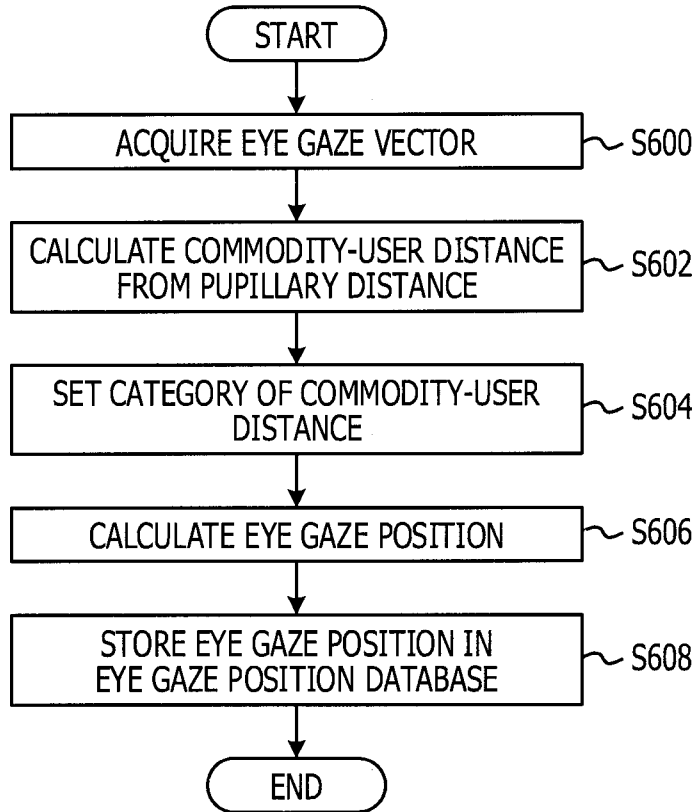 START
ACQUIRE EYE GAZE VECTOR
S600
CALCULATE COMMODITY-USER DISTANCE
FROM PUPILLARY DISTANCE
S602
SET CATEGORY OF COMMODITY-USER
DISTANCE
S604
CALCULATE EYE GAZE POSITION
S606
STORE EYE GAZE POSITION IN
EYE GAZE POSITION DATABASE
S608
END